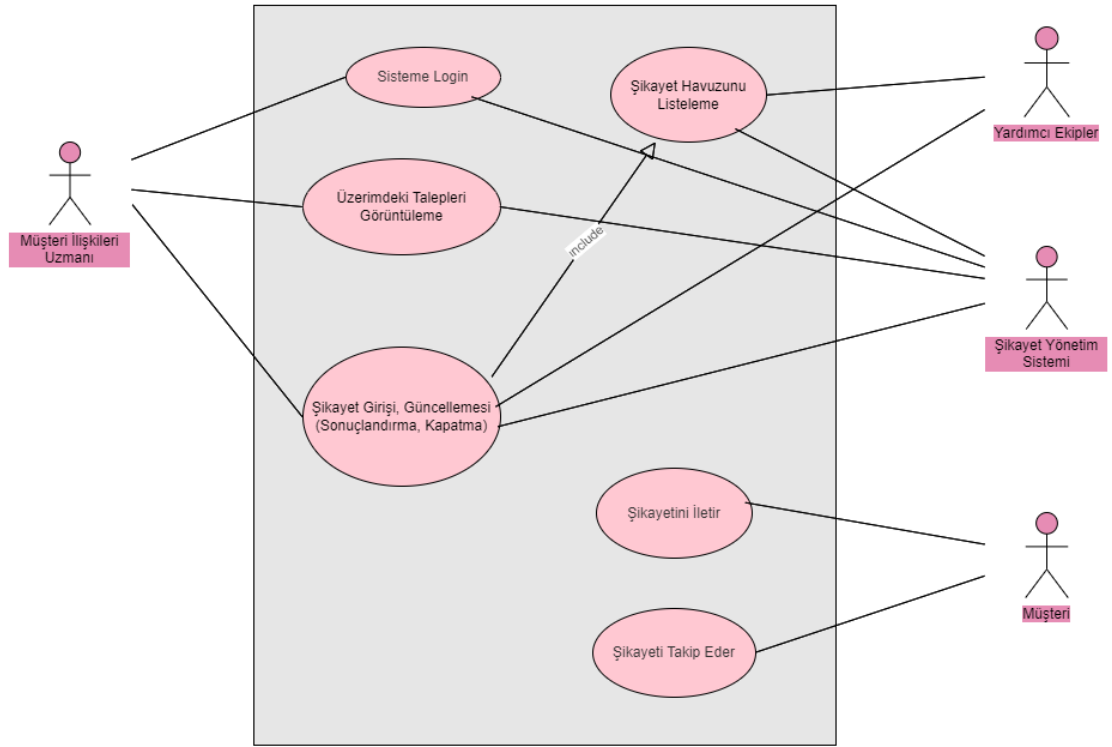 Sisteme Login
Şikayet Havuzunu
Listeleme
Yardımcı Ekipler
Müşteri İlişkileri
Uzmanı
Üzerimdeki Talepleri
Görüntüleme
include
Şikayet Yönetim
Sistemi
Şikayet Girişi, Güncellemesi
(Sonuçlandırma, Kapatma)
Şikayetini İletir
Müşteri
Şikayeti Takip Eder